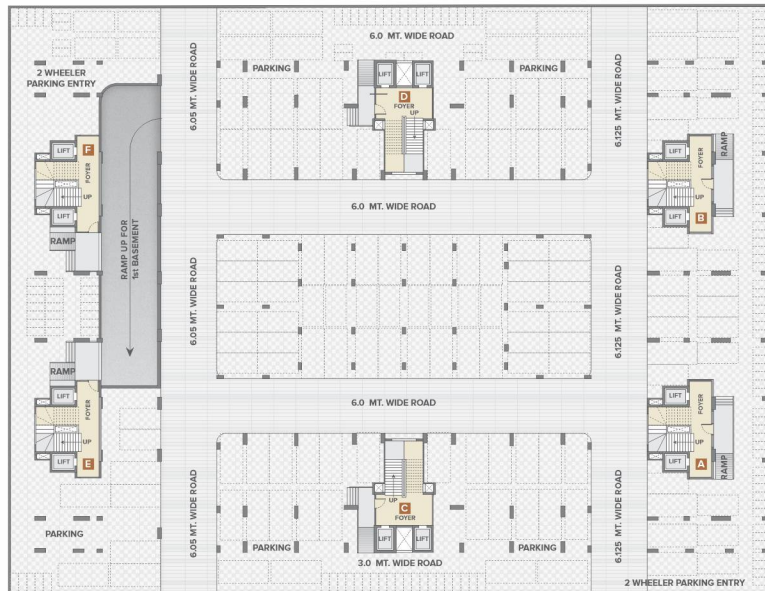 6.0 MT. WIDE ROAD
2 WHEELER
PARKING ENTRY
PARKING
PARKING
LIFT
LIFT
D
FOYER
UP
6.05 MT. WIDE ROAD
6.125 MT. WIDE ROAD
F
LIFT
FOYER
UP
LIFT
RAMP
RAMP UP FOR
1st BASEMENT
RAMP
LIFT
FOYER
UP
LIFT
B
6.0 MT. WIDE ROAD
6.05 MT. WIDE ROAD
6.125 MT. WIDE ROAD
RAMP
LIFT
FOYER
UP
LIFT
E
6.0 MT. WIDE ROAD
LIFT
FOYER
UP
LIFT
A
RAMP
6.05 MT. WIDE ROAD
6.125 MT. WIDE ROAD
UP
C
FOYER
LIFT
LIFT
PARKING
PARKING
PARKING
3.0 MT. WIDE ROAD
2 WHEELER PARKING ENTRY